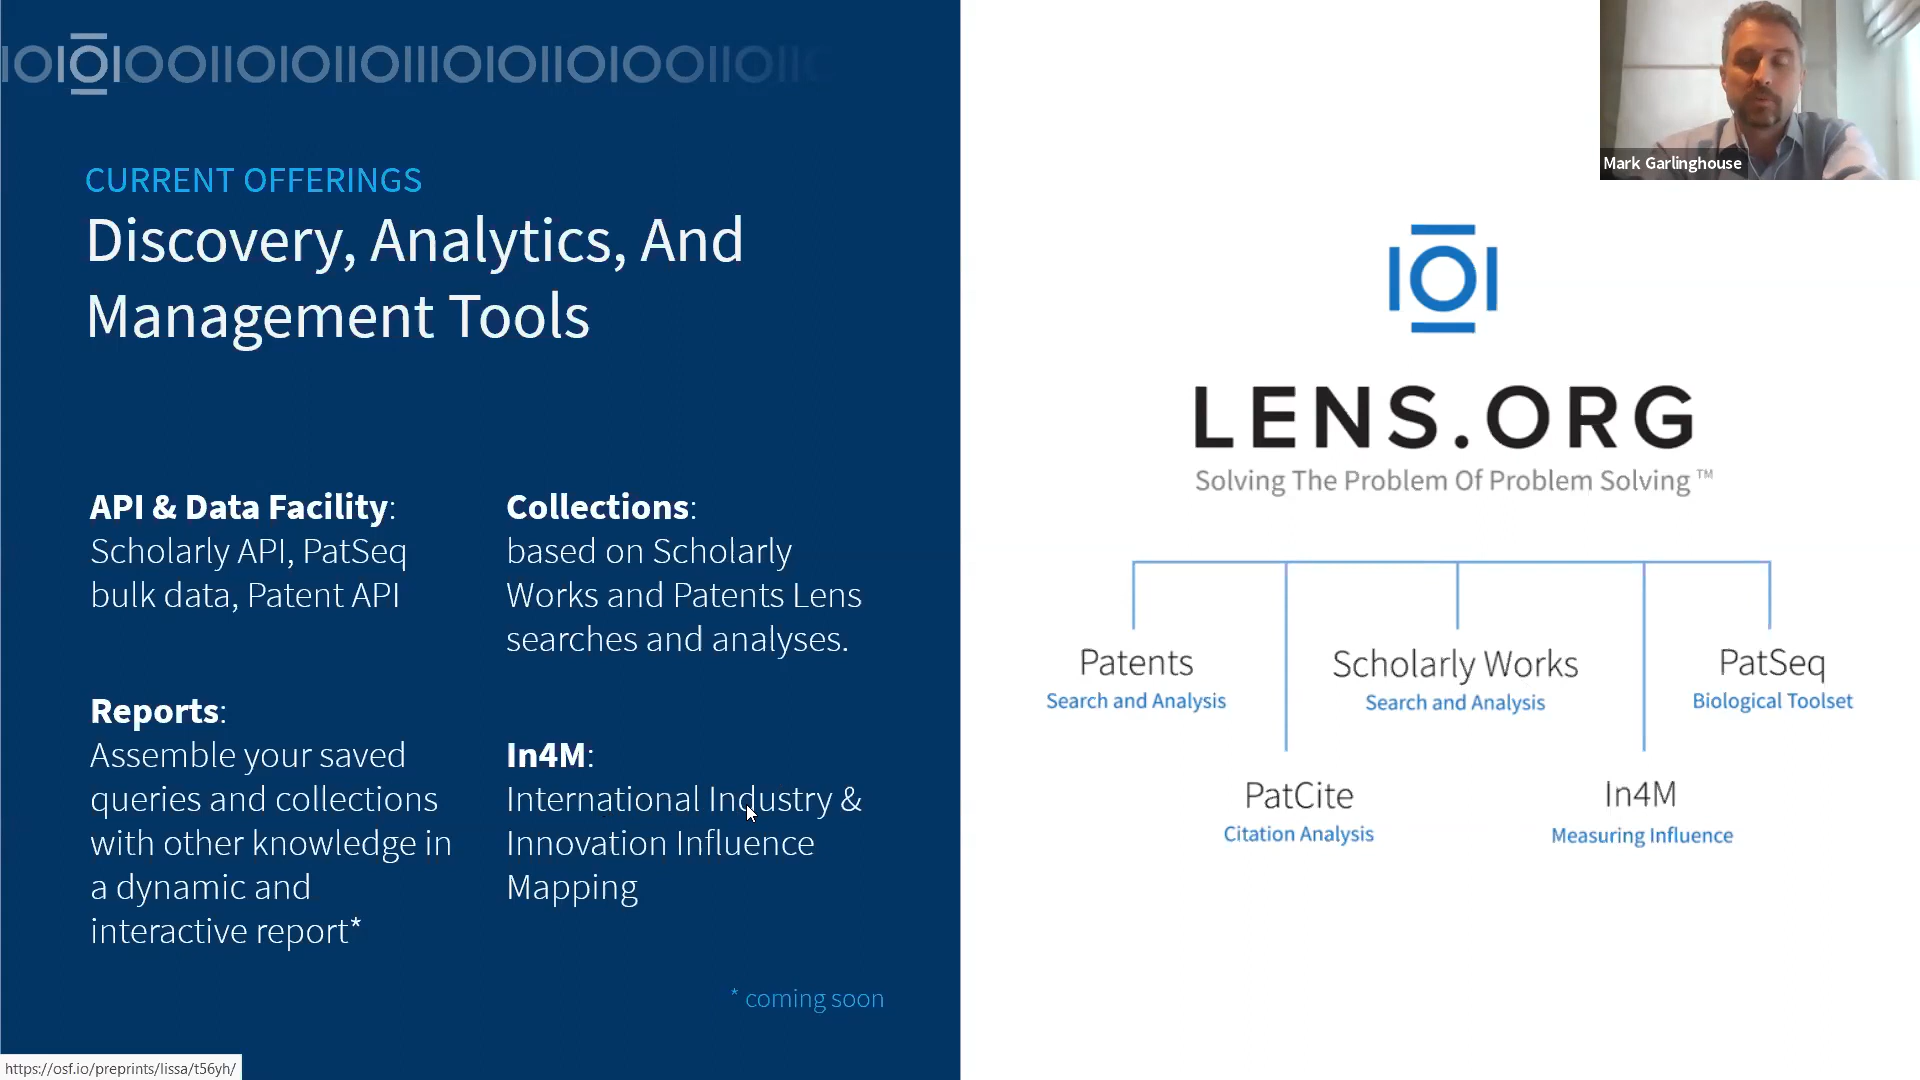 CURRENT OFFERINGS
Discovery, Analytics, And
Management Tools
API & Data Facility:
Scholarly API, PatSeq
bulk data, Patent API
Reports:
Assemble your saved
queries and collections
with other knowledge in
a dynamic and
interactive report*
Collections:
based on Scholarly
Works and Patents Lens
searches and analyses.
In4M:
International Industry &
Innovation Influence
Mapping
* coming soon
https://osf.io/preprints/lissa/t56yh/
Mark Garlinghouse
LENS.ORG
Solving The Problem Of Problem Solving ™
Patents
Search and Analysis
Scholarly Works
Search and Analysis
PatSeq
Biological Toolset
PatCite
Citation Analysis
In4M
Measuring Influence